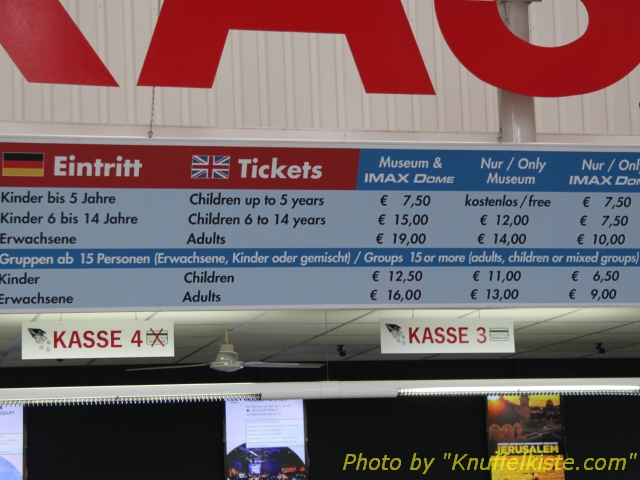 KAS
Eintritt Tickets Museum & IMAX DOME Nur / Only Museum Nur / Only IMAX DOME
Kinder bis 5 Jahre Children up to 5 years € 7,50 kostenlos / free € 7,50
Kinder 6 bis 14 Jahre Children 6 to 14 years € 15,00 € 12,00 € 7,50
Erwachsene Adults € 19,00 € 14,00 € 10,00
Gruppen ab 15 Personen (Erwachsene, Kinder oder gemischt) / Groups 15 or more (adults, children or mixed groups)
Kinder Children € 12,50 € 11,00 € 6,50
Erwachsene Adults € 16,00 € 13,00 € 9,00
KASSE 4 KASSE 3
JERUSALEM
Photo by "Knuffelkiste.com"